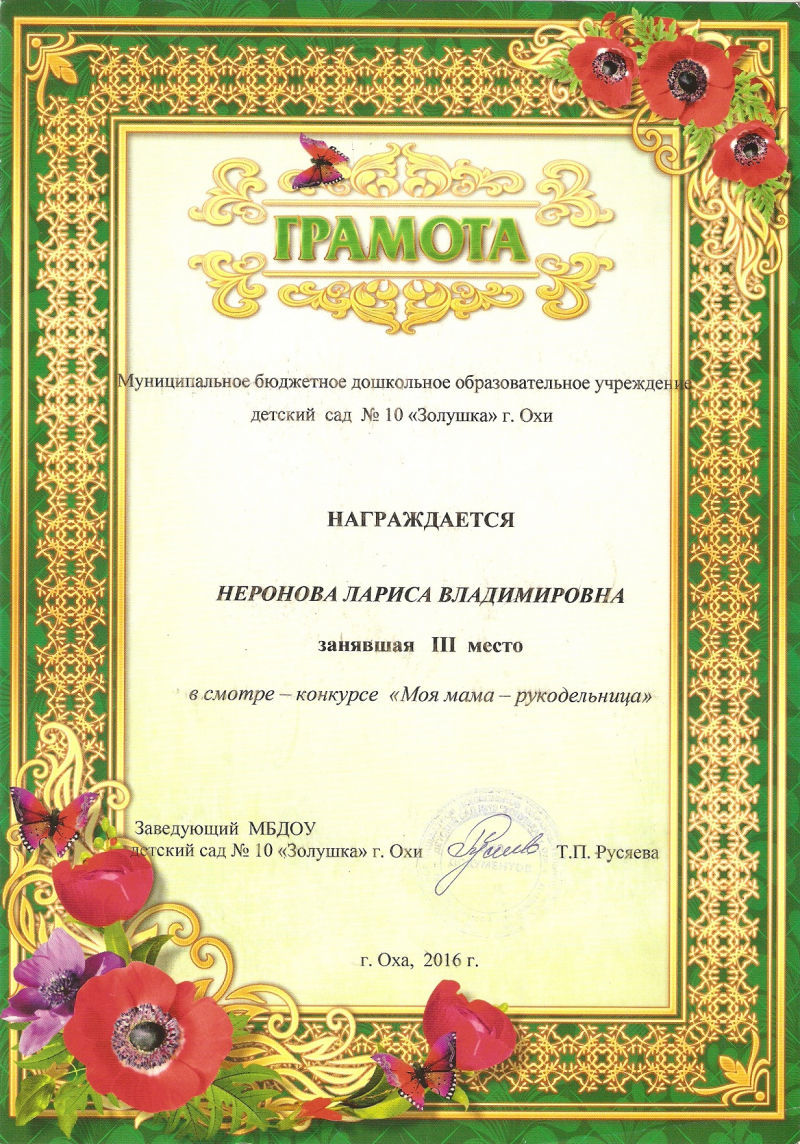 ГРАМОТА
Муниципальное бюджетное дошкольное образовательное учреждение
детский сад № 10 «Золушка» г. Охи
НАГРАЖДАЕТСЯ
НЕРОНОВА ЛАРИСА ВЛАДИМИРОВНА
занявшая III место
в смотре – конкурсе «Моя мама – рукодельница»
Заведующий МБДОУ
детский сад № 10 «Золушка» г. Охи Т.П. Русяева
г. Оха, 2016 г.